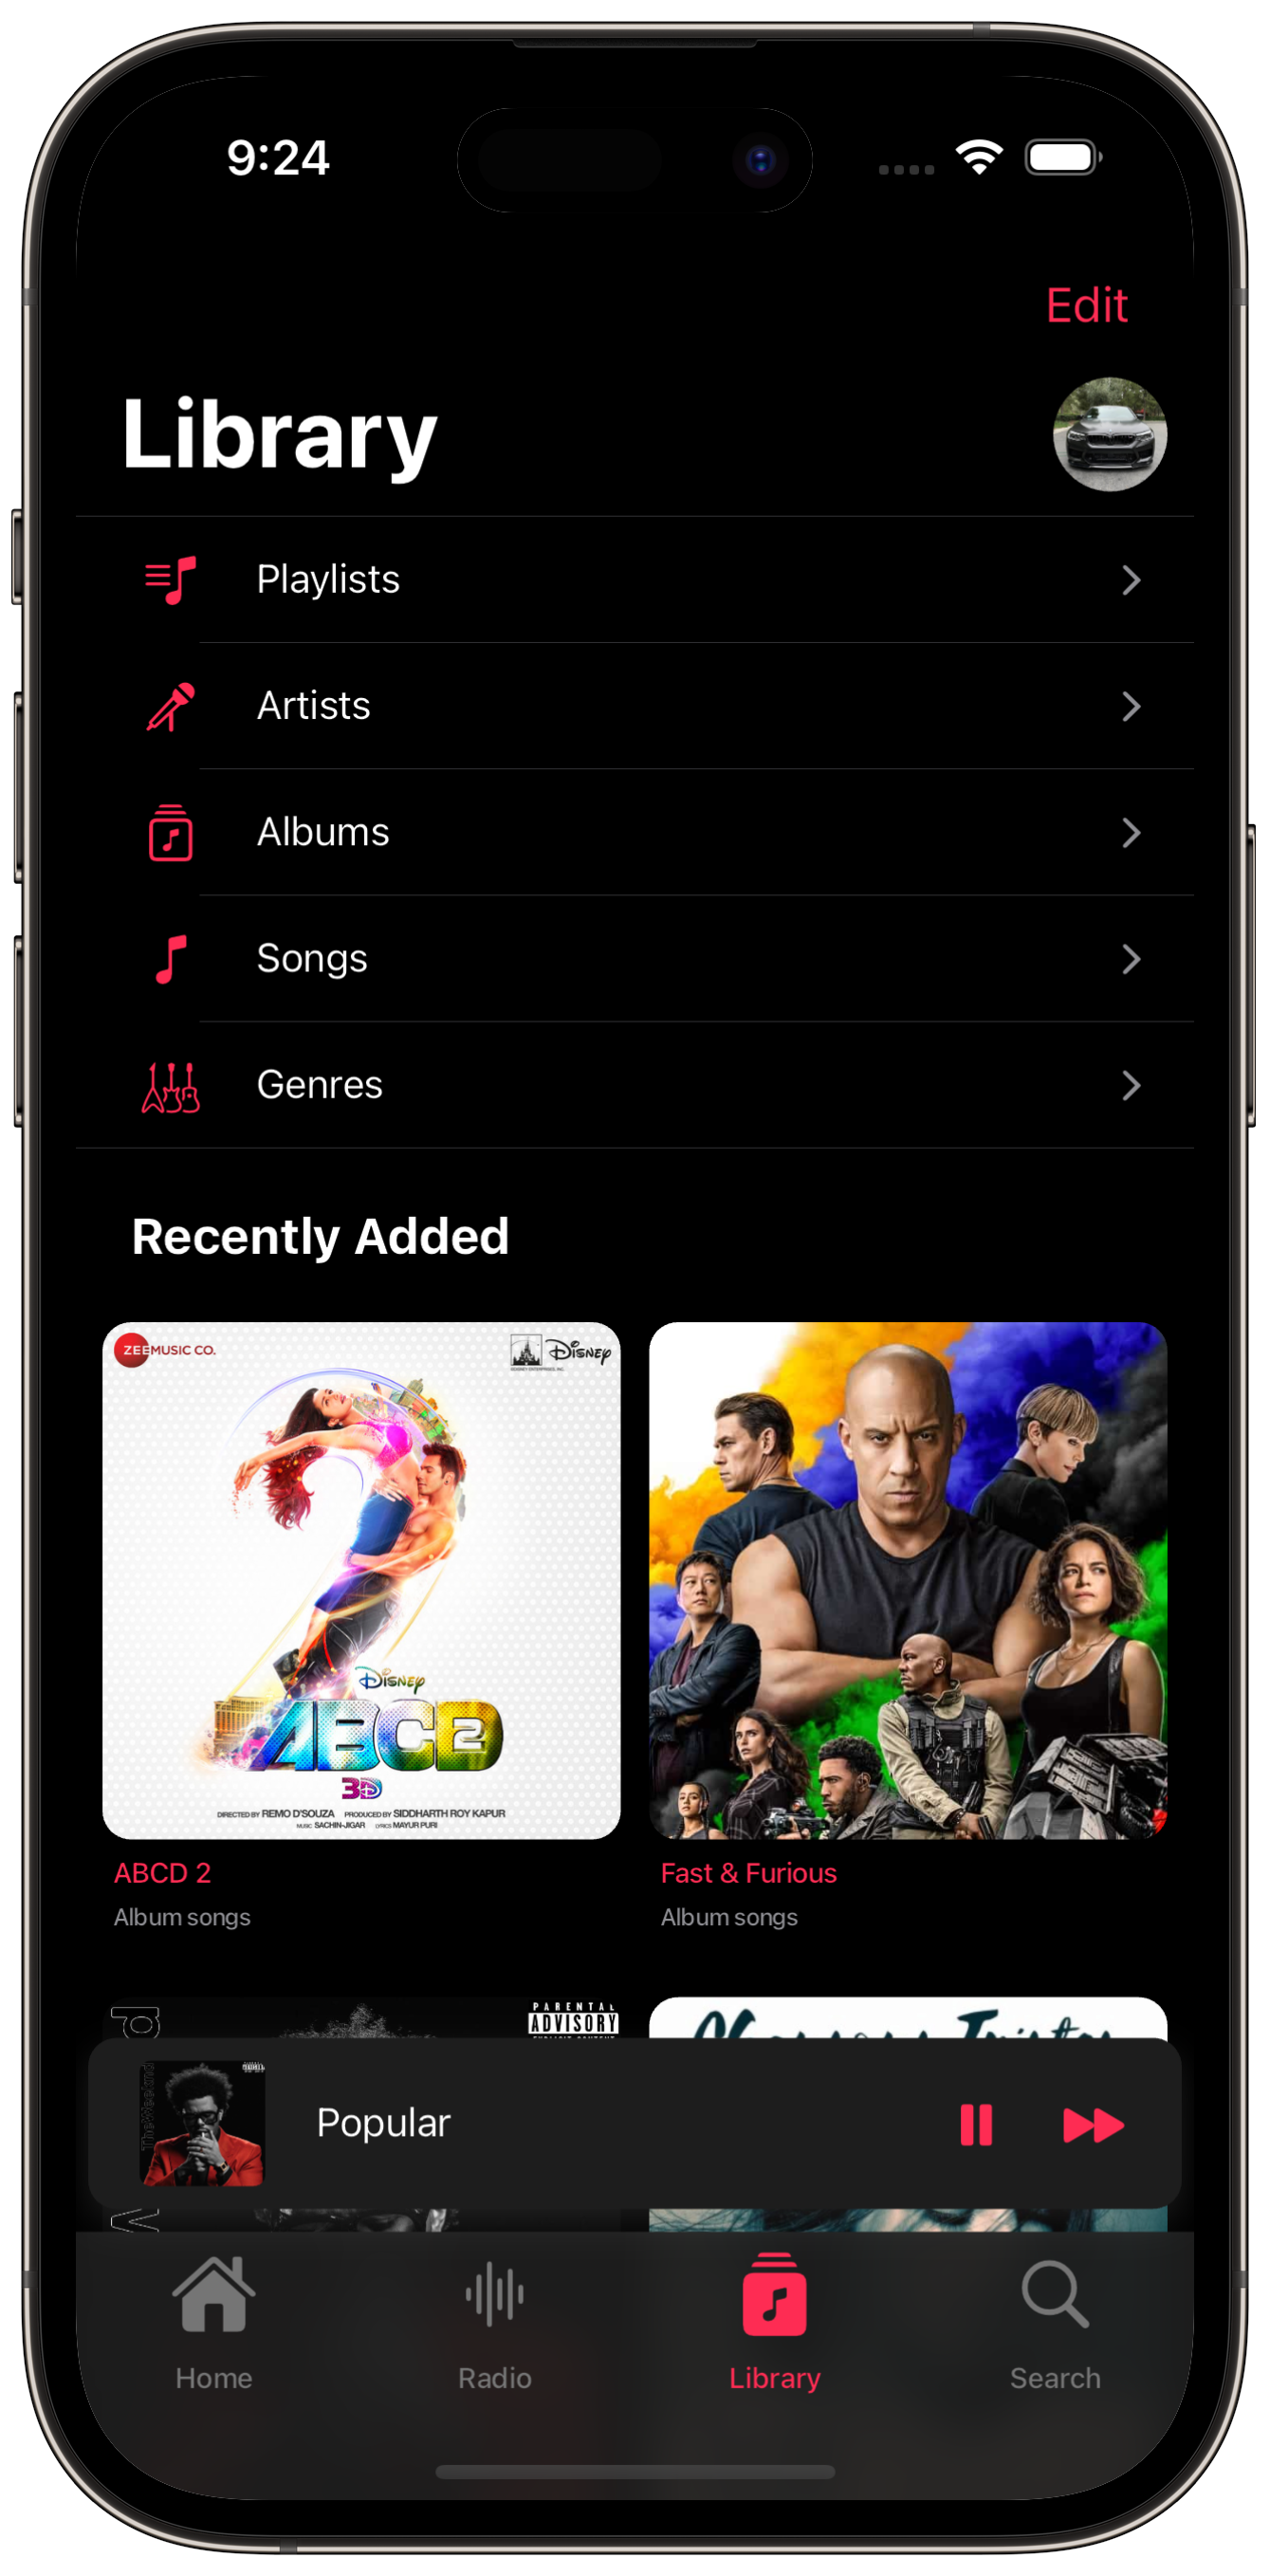 9:24
Edit
Library
Playlists
Artists
Albums
Songs
Genres
Recently Added
ZEE MUSIC CO.
DISNEY
DISNEY
ABCD2
3D
DIRECTED BY REMO D'SOUZA PRODUCED BY SIDDHARTH ROY KAPUR
MUSIC SACHIN-JIGAR LYRICS MAYUR PURI
ABCD 2
Album songs
Fast & Furious
Album songs
PARENTAL
ADVISORY
TheWeeknd
Popular
Home
Radio
Library
Search